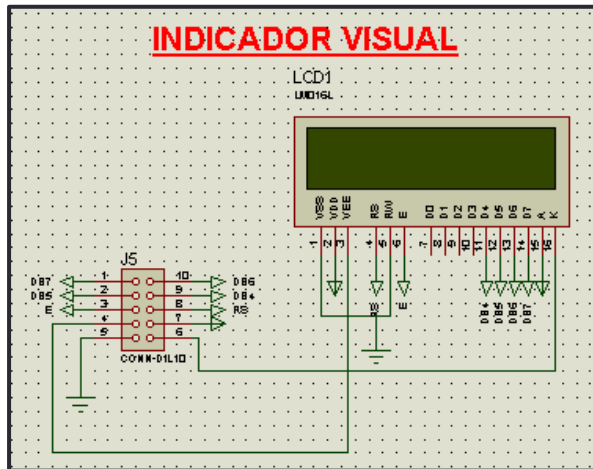 INDICADOR VISUAL
LCD1
LM016L
VSS VDD VEE RS RW E D0 D1 D2 D3 D4 D5 D6 D7 A K
1 2 3 4 5 6 7 8 9 10 11 12 13 14 15 16
RS E DB4 DB5 DB6 DB7
J5
DB7 1 10 DB6
DB5 2 9 DB4
E 3 8 RS
4 7
5 6
CONN-D1L10